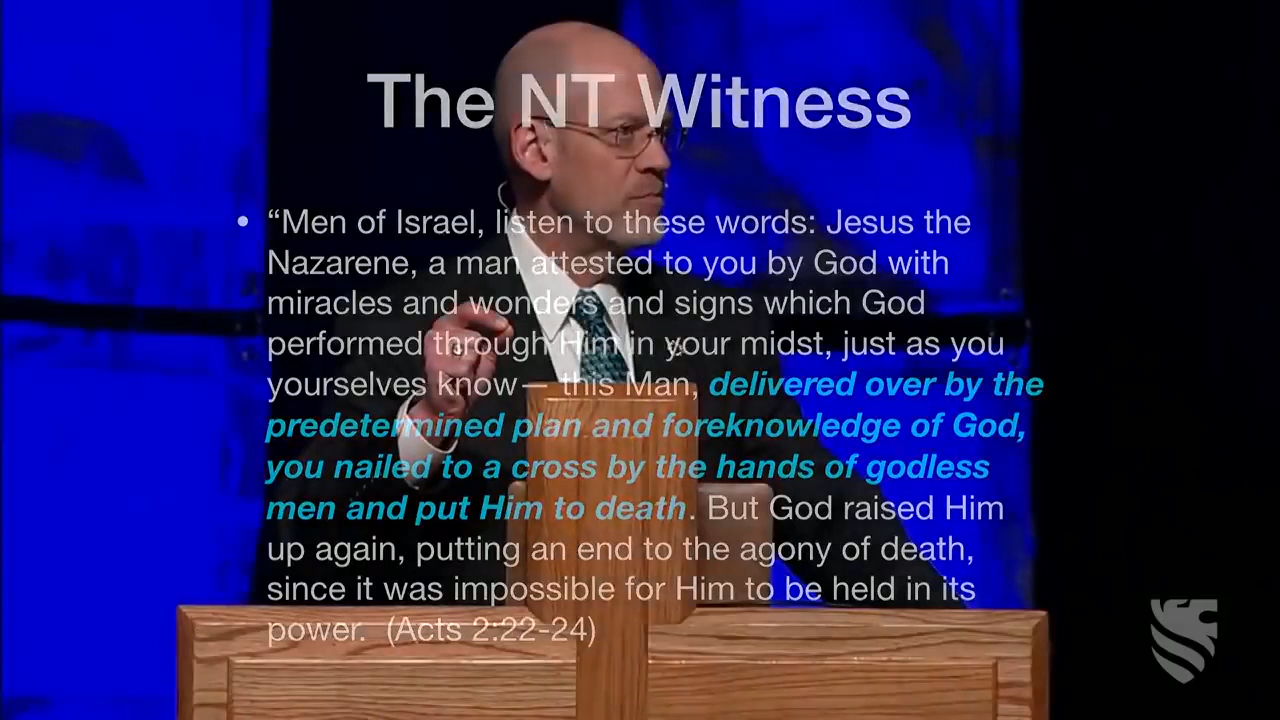 The NT Witness
• “Men of Israel, listen to these words: Jesus the
Nazarene, a man attested to you by God with
miracles and wonders and signs which God
performed through Him in your midst, just as you
yourselves know— this Man, delivered over by the
predetermined plan and foreknowledge of God,
you nailed to a cross by the hands of godless
men and put Him to death. But God raised Him
up again, putting an end to the agony of death,
since it was impossible for Him to be held in its
power.  (Acts 2:22-24)